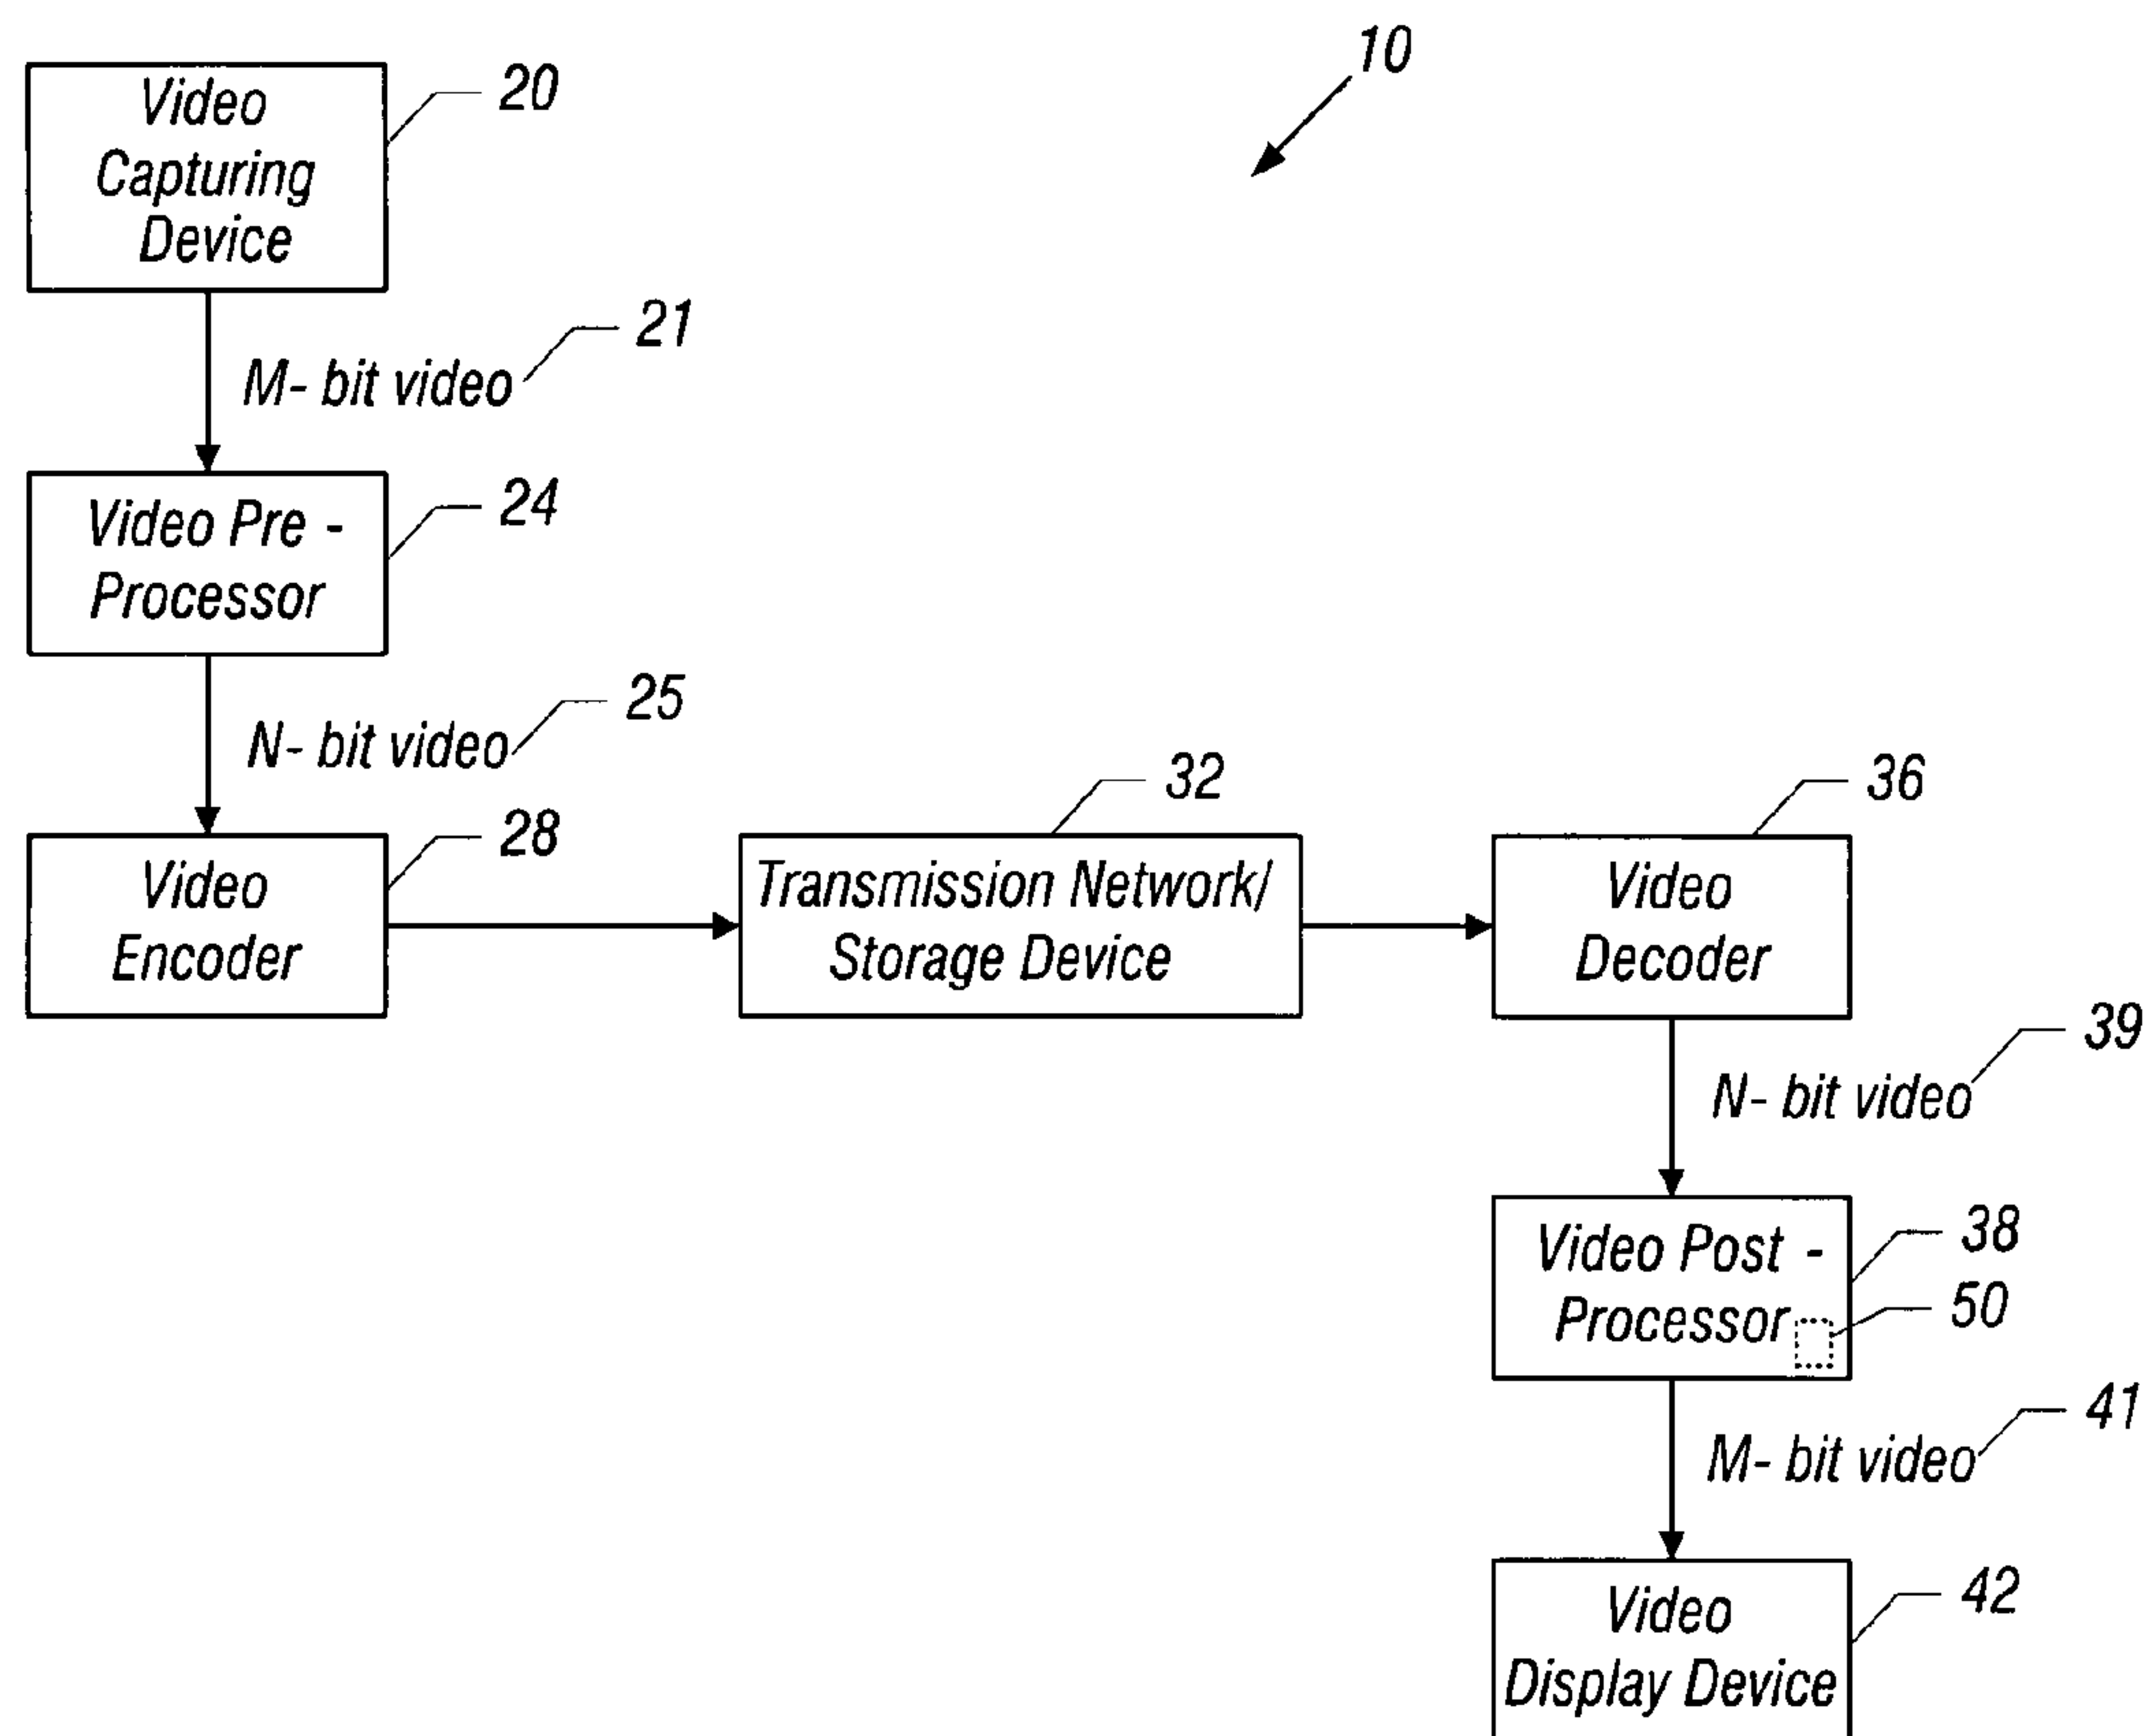 10
Video
Capturing
Device
20
M- bit video
21
Video Pre -
Processor
24
N- bit video
25
Video
Encoder
28
Transmission Network/
Storage Device
32
Video
Decoder
36
N- bit video
39
Video Post -
Processor
38
50
M- bit video
41
Video
Display Device
42